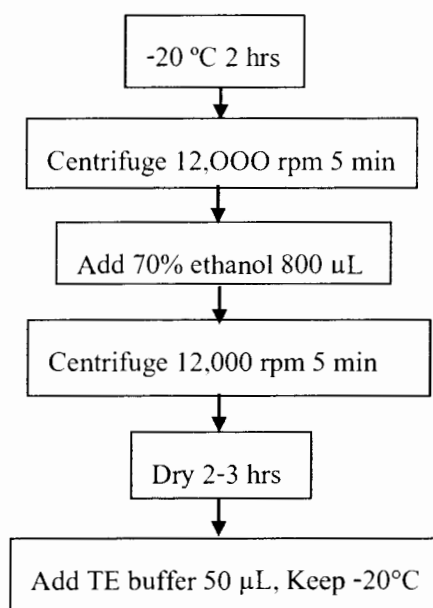 -20 ºC 2 hrs
Centrifuge 12,OOO rpm 5 min
Add 70% ethanol 800 µL
Centrifuge 12,000 rpm 5 min
Dry 2-3 hrs
Add TE buffer 50 µL, Keep -20°C